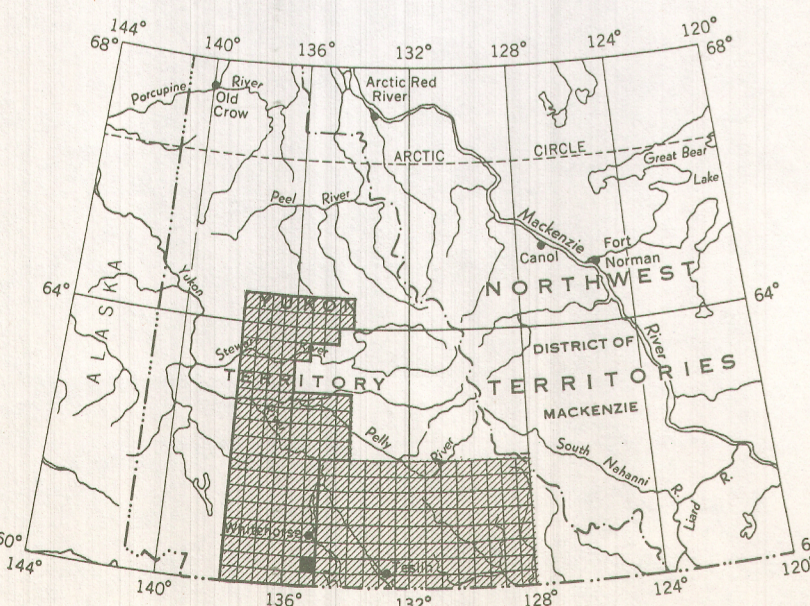 144°
140°
136°
132°
128°
124°
120°
68°
68°
Porcupine River
Old
Crow
Arctic Red
River
ARCTIC CIRCLE
Great Bear
Lake
Peel River
Mackenzie
Canol
Fort
Norman
Yukon
NORTHWEST
64°
64°
YUKON
ALASKA
Stewart River
River
DISTRICT OF
TERRITORY
TERRITORIES
MACKENZIE
Pelly
River
South Nahanni R.
Liard R.
Whitehorse
Teslin
60°
144°
140°
136°
132°
128°
124°
120°